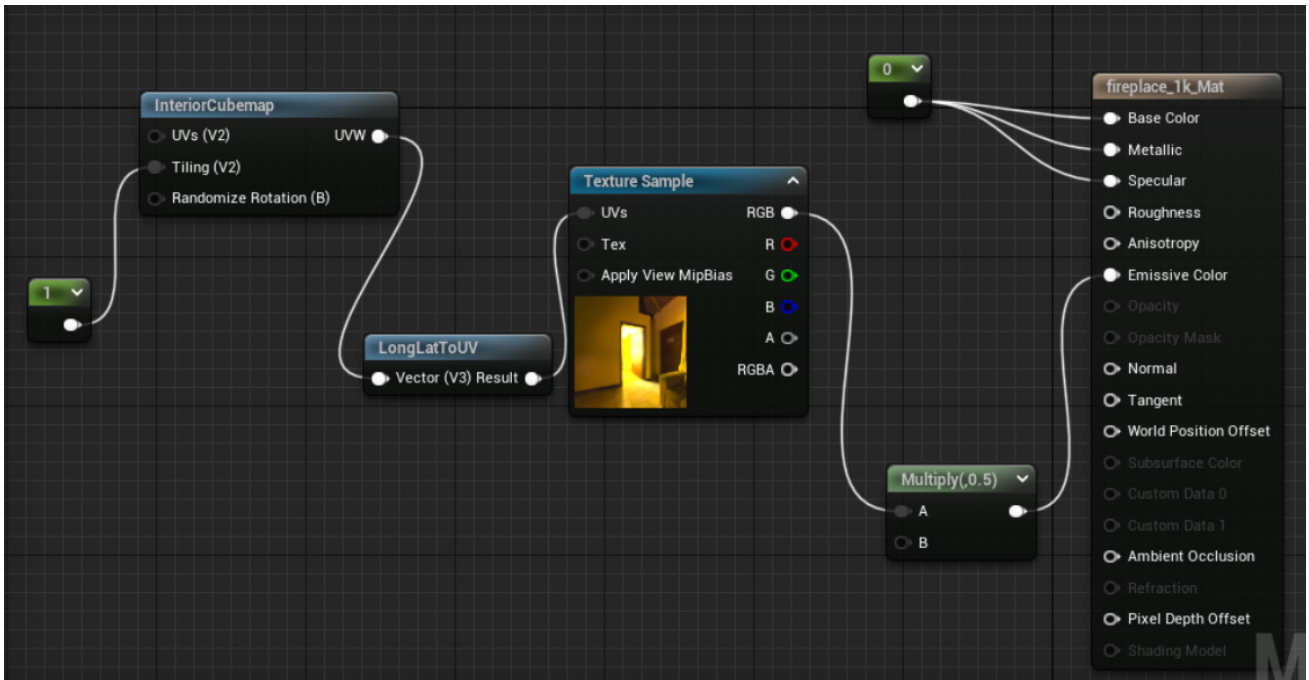 InteriorCubemap
UVs (V2)
UVW
Tiling (V2)
Randomize Rotation (B)
1
LongLatToUV
Vector (V3) Result
Texture Sample
UVs
RGB
Tex
R
Apply View MipBias
G
B
A
RGBA
0
Multiply(,0.5)
A
B
fireplace_1k_Mat
Base Color
Metallic
Specular
Roughness
Anisotropy
Emissive Color
Opacity
Opacity Mask
Normal
Tangent
World Position Offset
Subsurface Color
Custom Data 0
Custom Data 1
Ambient Occlusion
Refraction
Pixel Depth Offset
Shading Model
M